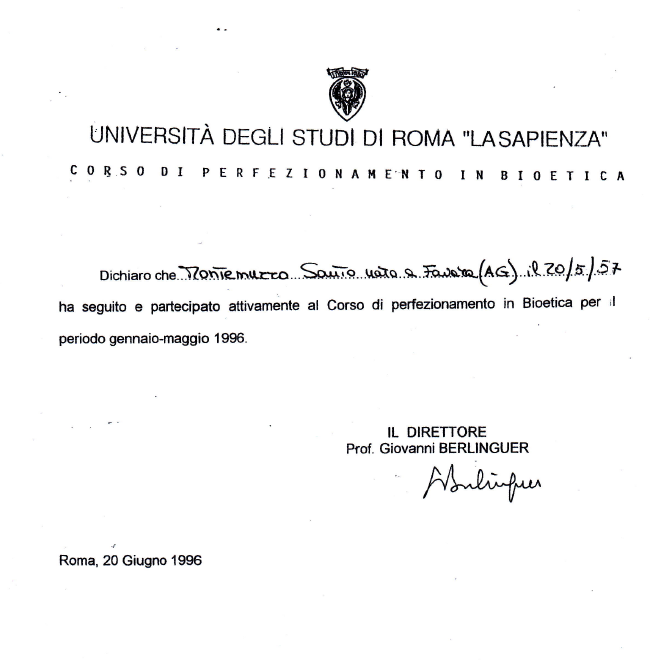 UNIVERSITÀ DEGLI STUDI DI ROMA "LA SAPIENZA"
CORSO DI PERFEZIONAMENTO IN BIOETICA
Dichiaro che Montemurro Santo nato a Favara (AG) il 20/5/57
ha seguito e partecipato attivamente al Corso di perfezionamento in Bioetica per il
periodo gennaio-maggio 1996.
IL DIRETTORE
Prof. Giovanni BERLINGUER
GBerlinguer
Roma, 20 Giugno 1996